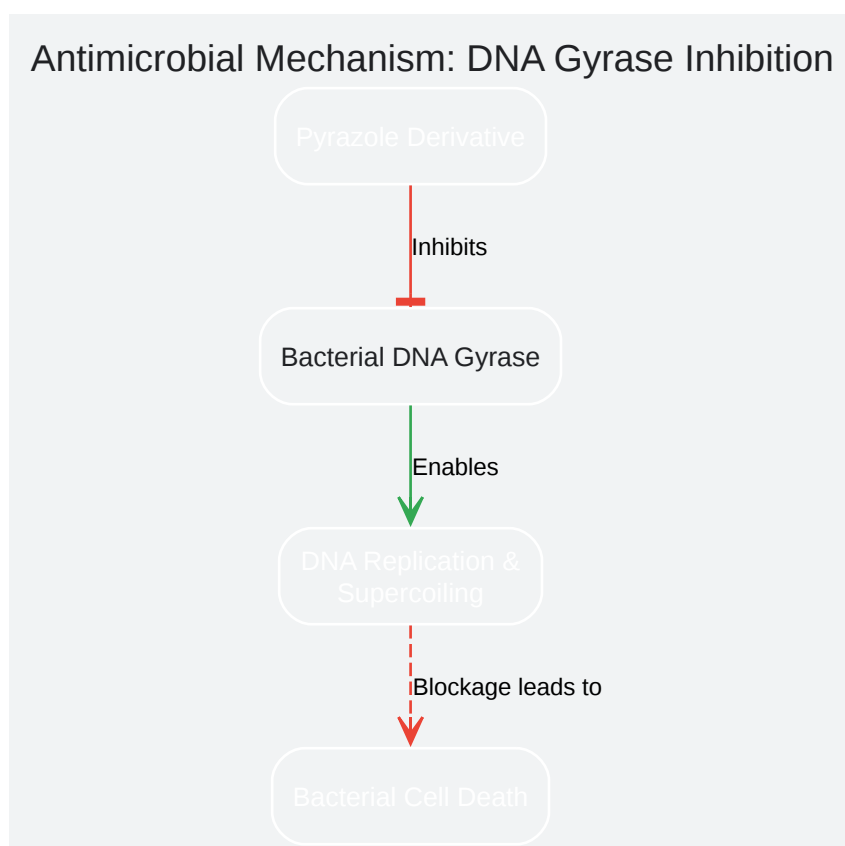 Antimicrobial Mechanism: DNA Gyrase Inhibition
Pyrazole Derivative
Inhibits
Bacterial DNA Gyrase
Enables
DNA Replication &
Supercoiling
Blockage leads to
Bacterial Cell Death